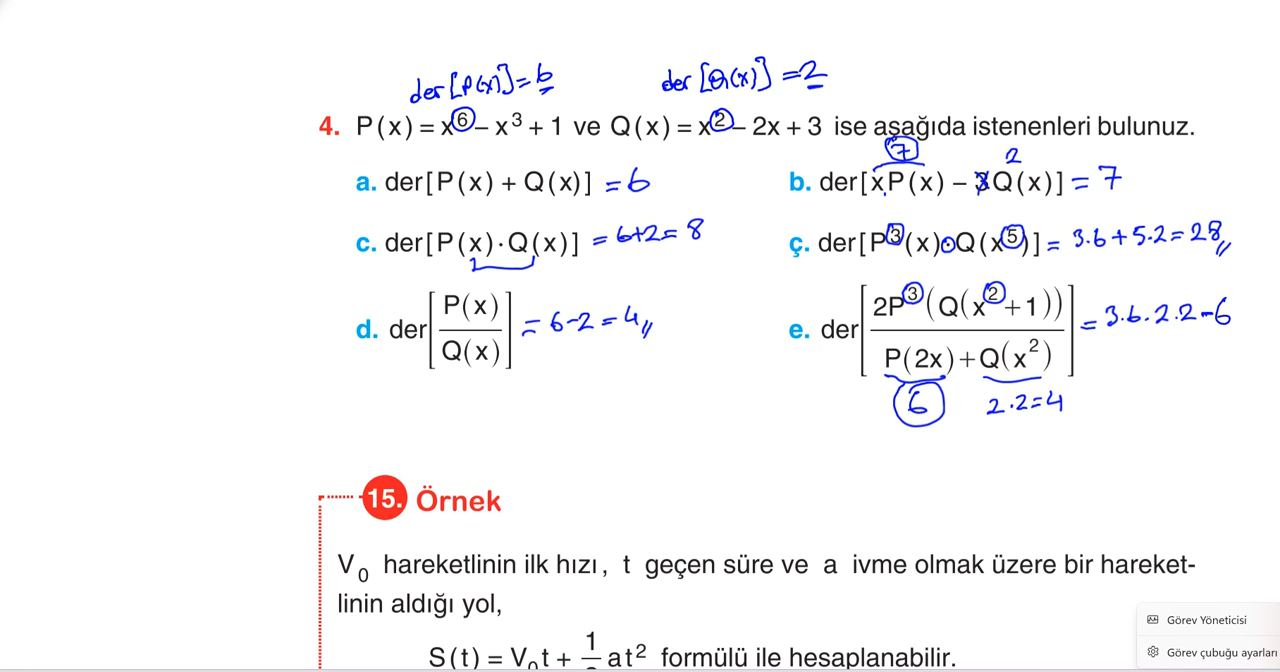 der[P(x)]=6 der[Q(x)]=2
4. P(x) = x⁶ – x³ + 1 ve Q(x) = x² – 2x + 3 ise aşağıda istenenleri bulunuz.
7 2
a. der[P(x) + Q(x)] = 6 b. der[xP(x) – 3Q(x)] = 7
c. der[P(x)·Q(x)] = 6+2 = 8 ç. der[P³(x)·Q(x⁵)] = 3.6+5.2=28
d. der[P(x)/Q(x)] = 6-2 = 4 e. der[2P³(Q(x²+1))/(P(2x)+Q(x²))] = 3.6.2.2-6
6 2.2=4
15. Örnek
V₀ hareketlinin ilk hızı, t geçen süre ve a ivme olmak üzere bir hareket-
linin aldığı yol,
S(t) = V₀t + 1/2 at² formülü ile hesaplanabilir.
Görev Yöneticisi
Görev çubuğu ayarları